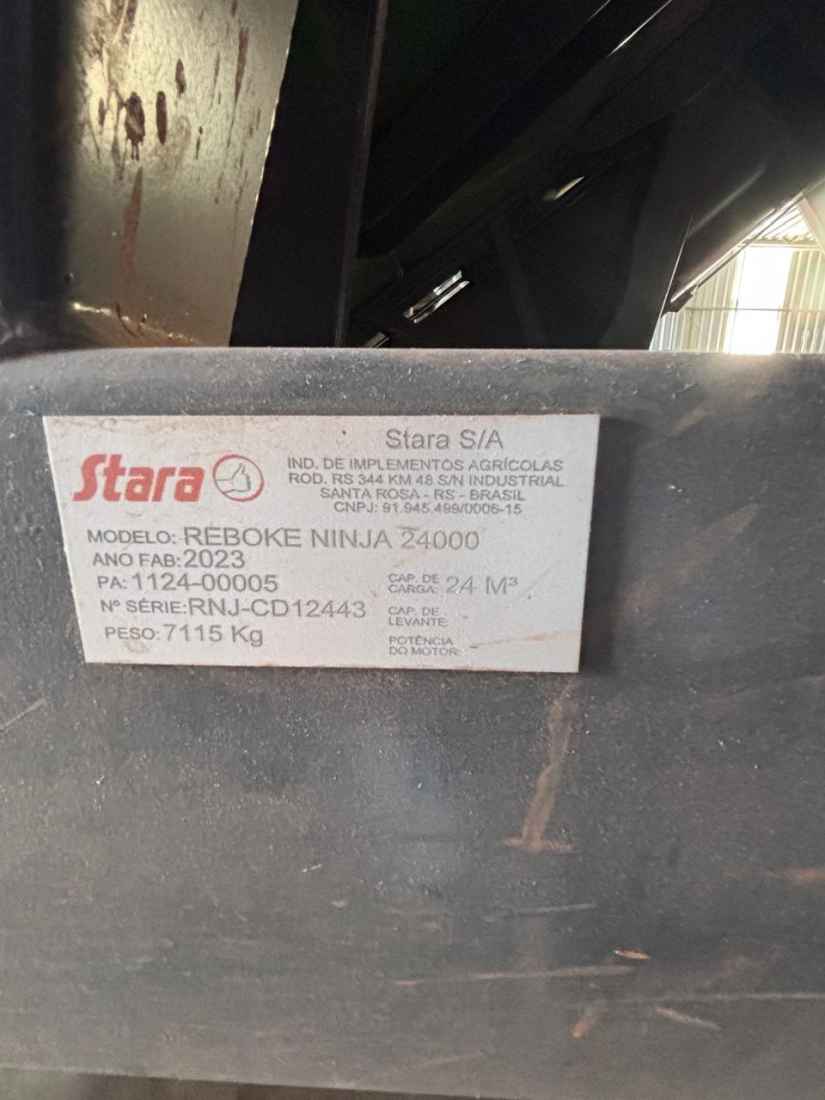 Stara
Stara S/A
IND. DE IMPLEMENTOS AGRÍCOLAS
ROD. RS 344 KM 48 S/N INDUSTRIAL
SANTA ROSA - RS - BRASIL
CNPJ: 91.945.499/0006-15
MODELO: REBOKE NINJA 24000
ANO FAB: 2023
PA: 1124-00005
CAP. DE CARGA: 24 M³
Nº SÉRIE: RNJ-CD12443
CAP. DE LEVANTE:
PESO: 7115 Kg
POTÊNCIA DO MOTOR: -